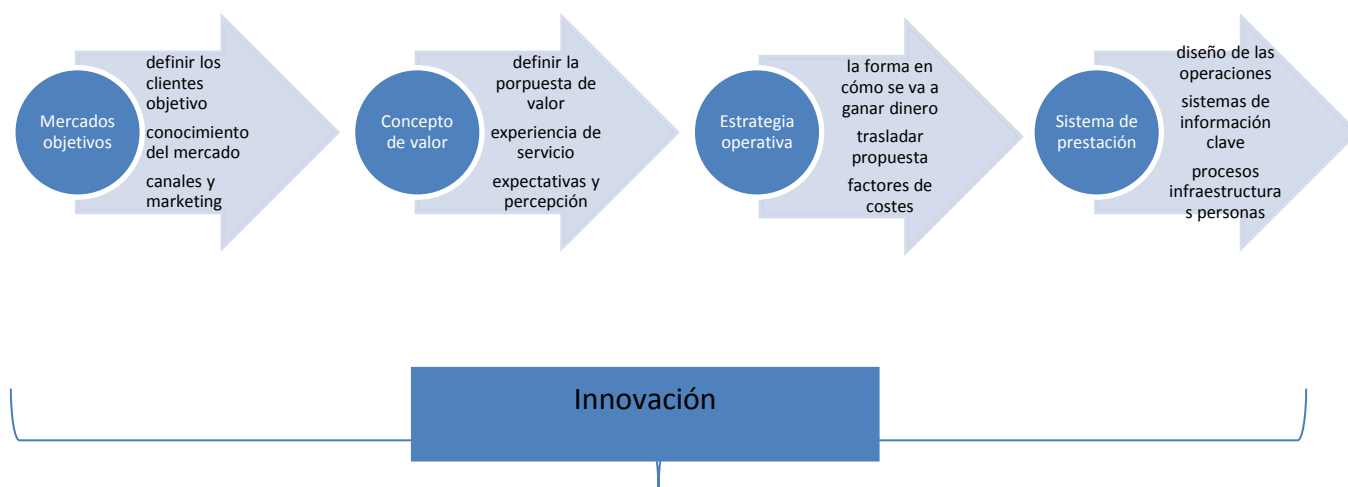 Mercados
objetivos
definir los
clientes
objetivo
conocimiento
del mercado
canales y
marketing
Concepto
de valor
definir la
porpuesta de
valor
experiencia de
servicio
expectativas y
percepción
Estrategia
operativa
la forma en
cómo se va a
ganar dinero
trasladar
propuesta
factores de
costes
Sistema de
prestación
diseño de las
operaciones
sistemas de
información
clave
procesos
infraestructura
s personas
Innovación